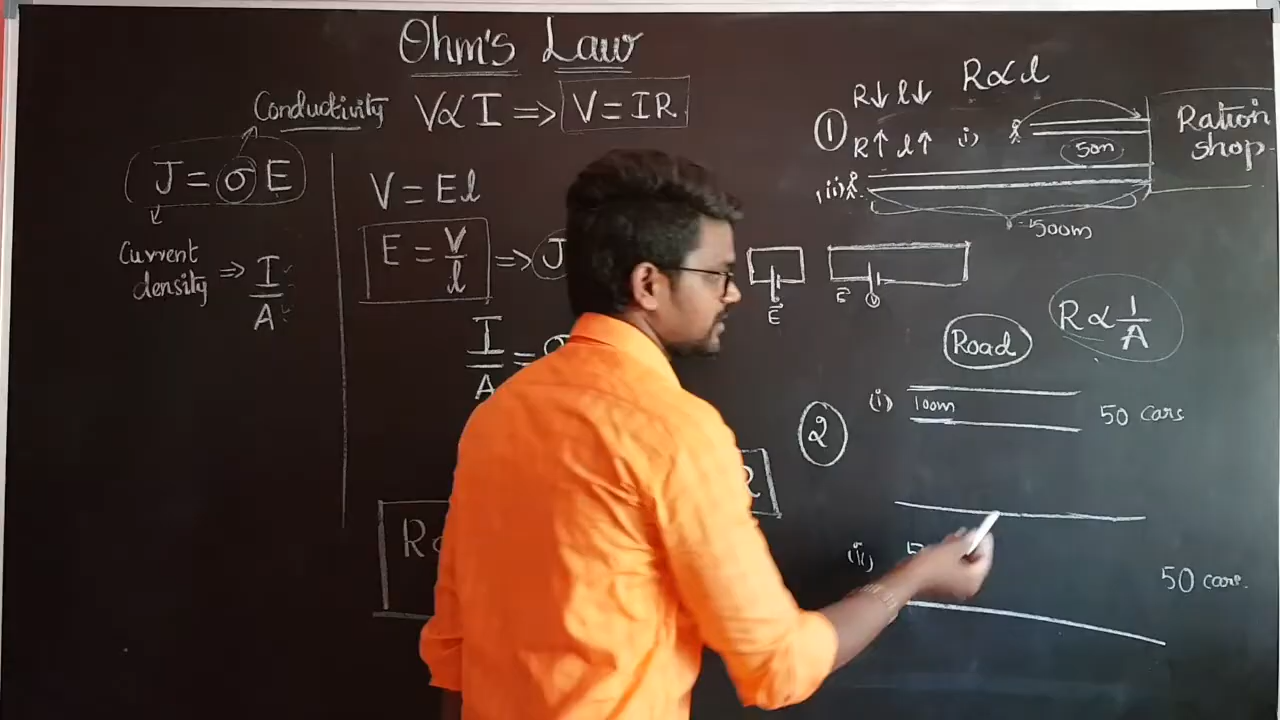 Ohm's Law
Conductivity
V∝I ⇒ V = IR
J = σ E
Current density ⇒ I/A
V = El
E = V/l ⇒ J
I/A =
R
R∝l
① R↓ l↓
R↑ l↑
i)
50m
Ration shop
(ii)
500m
E⃗
E⃗
R∝1/A
Road
②
(i) 100m 50 cars
(ii)
50 cars